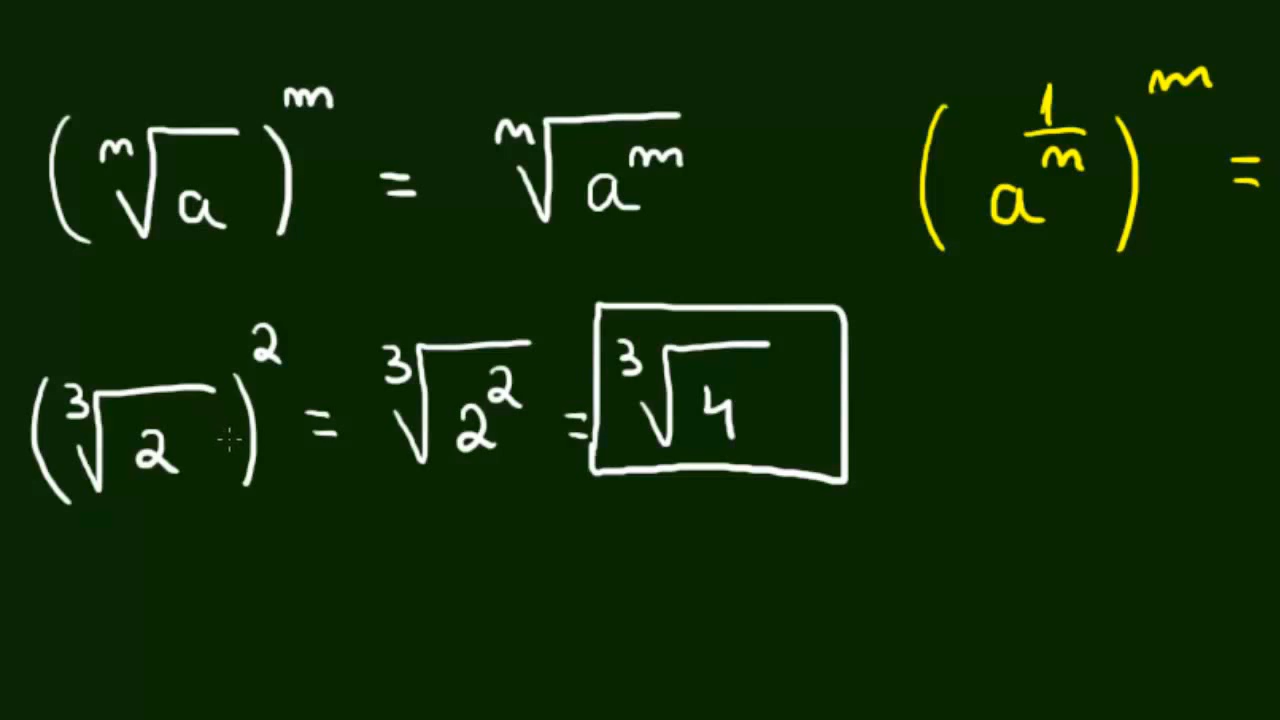 (ⁿ√a)ᵐ = ⁿ√aᵐ (a^(1/n))ᵐ =
(³√2)² = ³√2² = ³√4